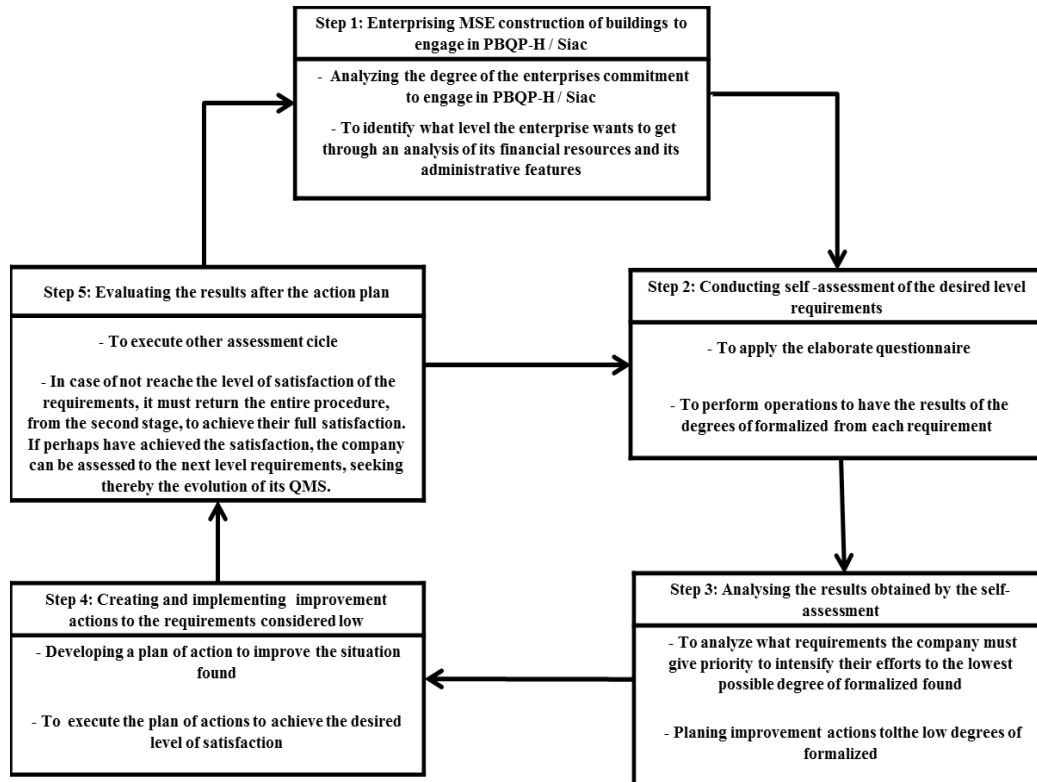 Step 1: Enterprising MSE construction of buildings to
engage in PBQP-H / Siac
- Analyzing the degree of the enterprises commitment
to engage in PBQP-H / Siac
- To identify what level the enterprise wants to get
through an analysis of its financial resources and its
administrative features
Step 2: Conducting self -assessment of the desired level
requirements
- To apply the elaborate questionnaire
- To perform operations to have the results of the
degrees of formalized from each requirement
Step 3: Analysing the results obtained by the self-
assessment
- To analyze what requirements the company must
give priority to intensify their efforts to the lowest
possible degree of formalized found
- Planing improvement actions tolthe low degrees of
formalized
Step 4: Creating and implementing improvement
actions to the requirements considered low
- Developing a plan of action to improve the situation
found
- To execute the plan of actions to achieve the desired
level of satisfaction
Step 5: Evaluating the results after the action plan
- To execute other assessment cicle
- In case of not reache the level of satisfaction of the
requirements, it must return the entire procedure,
from the second stage, to achieve their full satisfaction.
If perhaps have achieved the satisfaction, the company
can be assessed to the next level requirements, seeking
thereby the evolution of its QMS.